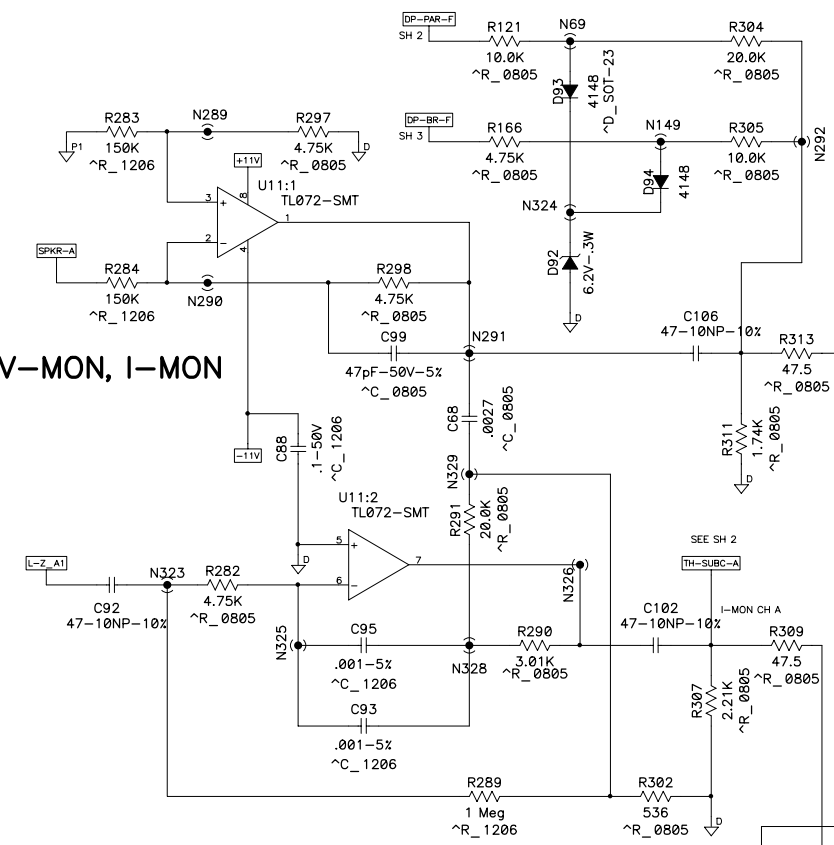 DP-PAR-F
SH 2
R121
10.0K
^R_0805
N69
R304
20.0K
^R_0805
D93
4148
^D_SOT-23
DP-BR-F
SH 3
R166
4.75K
^R_0805
N149
R305
10.0K
^R_0805
N292
D94
4148
N324
D92
6.2V-.3W
D
R283
150K
^R_1206
P1
N289
R297
4.75K
^R_0805
D
+11V
U11:1
TL072-SMT
3
+
8
1
2
-
4
SPKR-A
R284
150K
^R_1206
N290
R298
4.75K
^R_0805
C99
47pF-50V-5%
^C_0805
N291
C106
47-10NP-10%
R313
47.5
^R_0805
R311
1.74K
^R_0805
D
V-MON, I-MON
-11V
C88
.1-50V
^C_1206
D
C68
.0027
^C_0805
N329
R291
20.0K
^R_0805
U11:2
TL072-SMT
5
+
7
6
-
N326
SEE SH 2
TH-SUBC-A
L-Z_A1
C92
47-10NP-10%
N323
R282
4.75K
^R_0805
N325
C95
.001-5%
^C_1206
N328
R290
3.01K
^R_0805
C102
47-10NP-10%
I-MON CH A
R309
47.5
^R_0805
R307
2.21K
^R_0805
C93
.001-5%
^C_1206
R289
1 Meg
^R_1206
R302
536
^R_0805
D